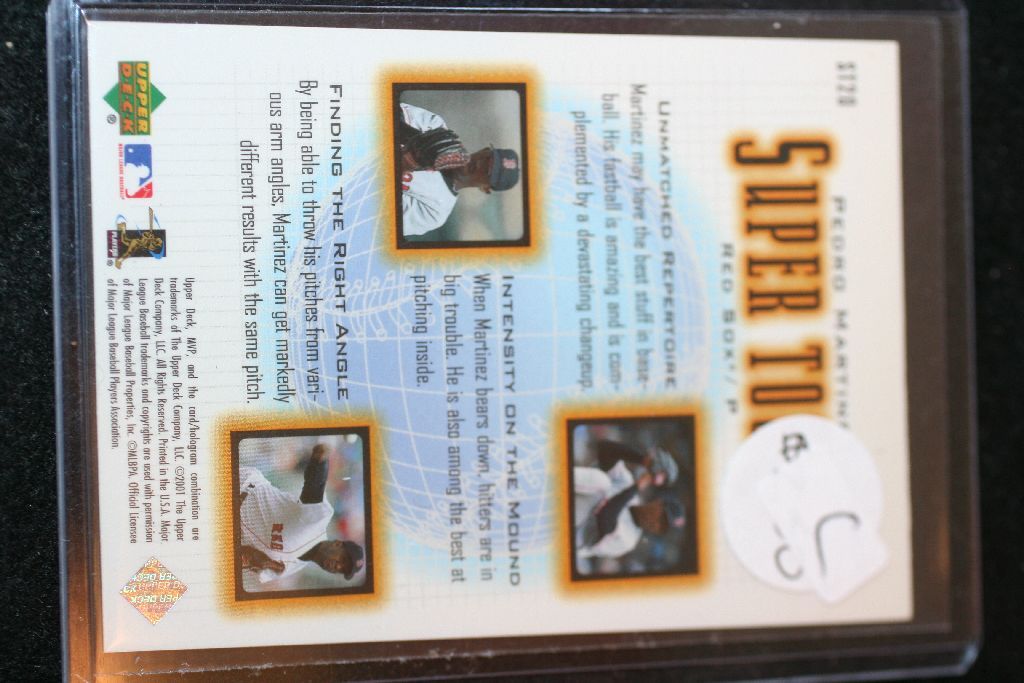 ST20
PEDRO MARTIN
SUPER TO
RED SOX / P
UNMATCHED REPERTOIRE
Martinez may have the best stuff in base-
ball. His fastball is amazing and is com-
plemented by a devastating changeup.
INTENSITY ON THE MOUND
When Martinez bears down, hitters are in
big trouble. He is also among the best at
pitching inside.
FINDING THE RIGHT ANGLE
By being able to throw his pitches from vari-
ous arm angles, Martinez can get markedly
different results with the same pitch.
UPPER
DECK
Upper Deck, MVP, and the card/hologram combination are
trademarks of The Upper Deck Company, LLC. ©2001 The Upper
Deck Company, LLC. All Rights Reserved. Printed in the U.S.A. Major
League Baseball trademarks and copyrights are used with permission
of Major League Baseball Properties, Inc. ©MLBPA. Official Licensee
of Major League Baseball Players Association.